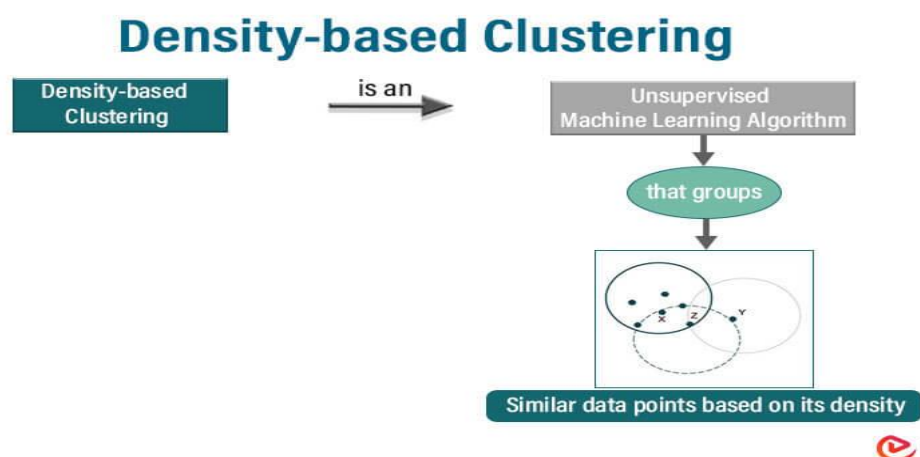 Density-based Clustering
Density-based
Clustering
is an
Unsupervised
Machine Learning Algorithm
that groups
X
Z
Y
Similar data points based on its density